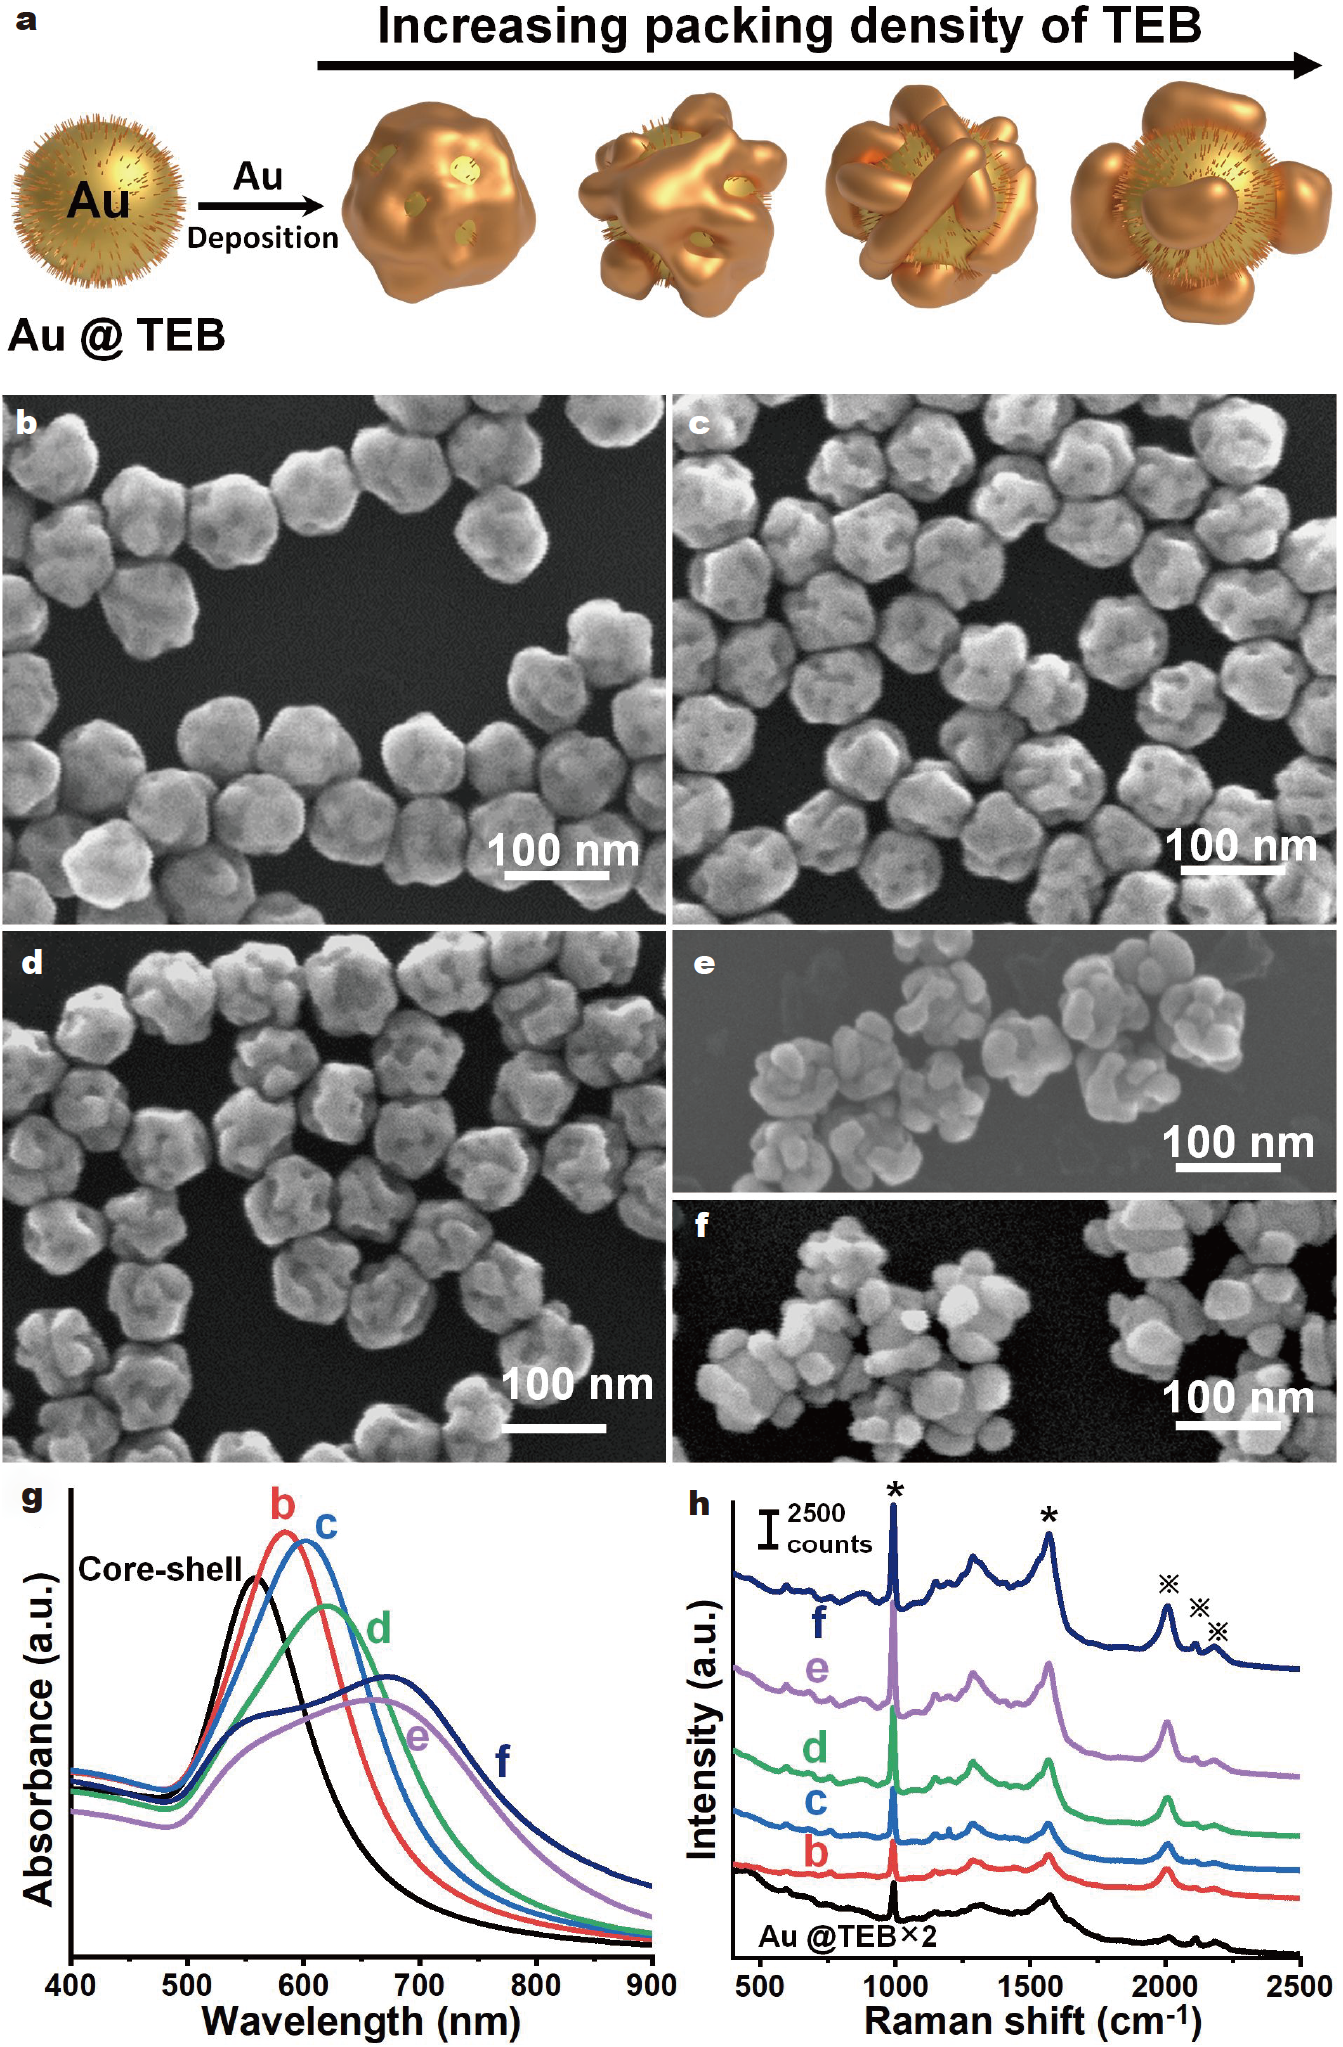 a
Increasing packing density of TEB
Au
Au
Deposition
Au @ TEB
b
100 nm
c
100 nm
d
100 nm
e
100 nm
f
100 nm
g
b
c
Core-shell
d
e
f
Absorbance (a.u.)
400 500 600 700 800 900
Wavelength (nm)
h
2500
counts
*
*
※
※
※
f
e
d
c
b
Au @TEB×2
Intensity (a.u.)
500 1000 1500 2000 2500
Raman shift (cm-1)